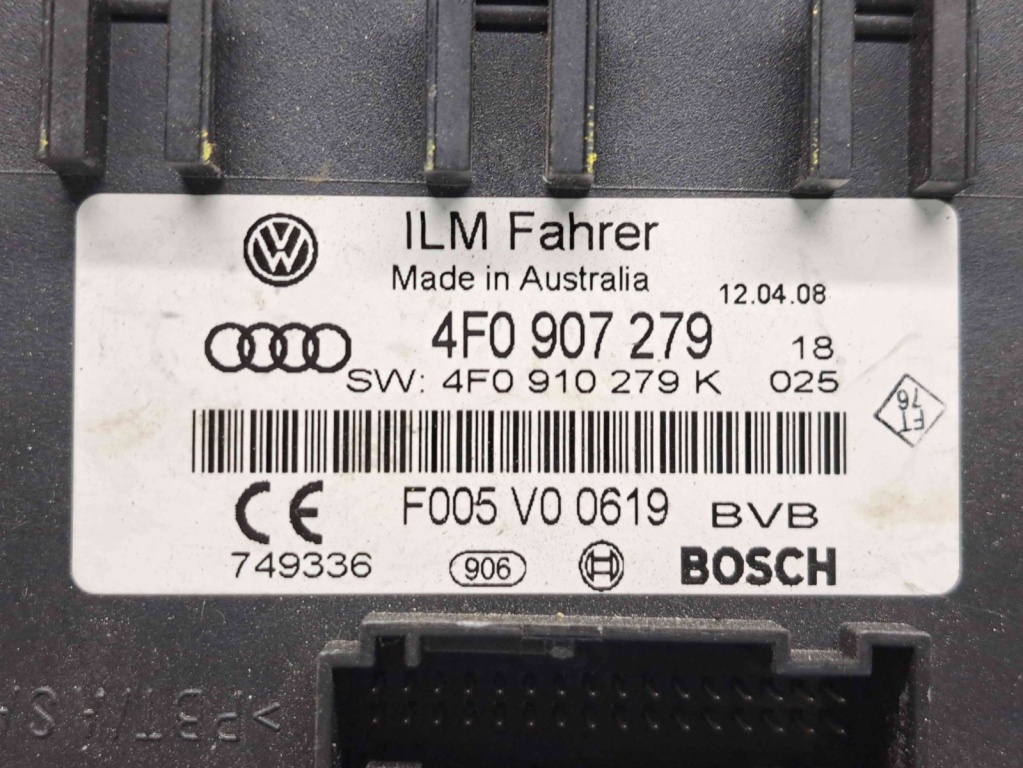 ILM Fahrer
Made in Australia
12.04.08
4F0 907 279
18
SW: 4F0 910 279 K
025
FT
76
CE
F005 V0 0619
BVB
749336
906
BOSCH